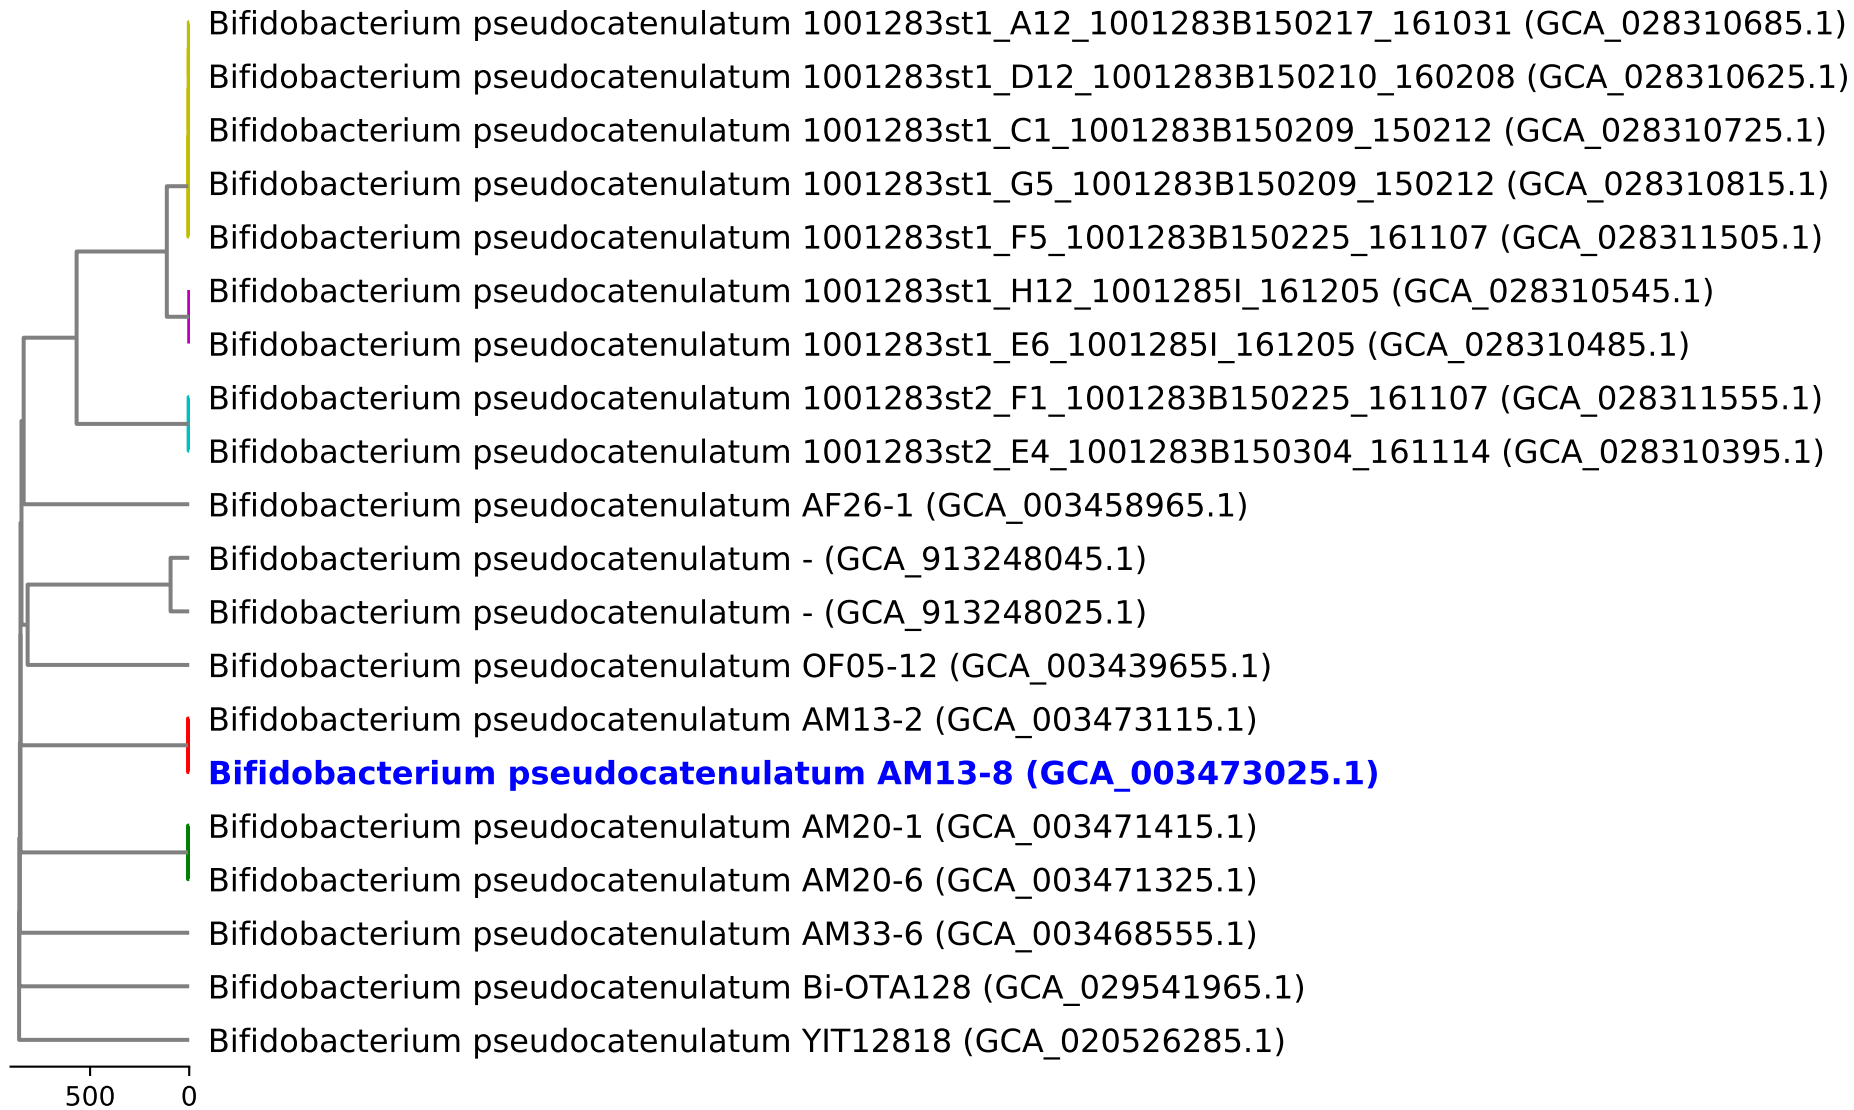 Bifidobacterium pseudocatenulatum 1001283st1_A12_1001283B150217_161031 (GCA_028310685.1)
Bifidobacterium pseudocatenulatum 1001283st1_D12_1001283B150210_160208 (GCA_028310625.1)
Bifidobacterium pseudocatenulatum 1001283st1_C1_1001283B150209_150212 (GCA_028310725.1)
Bifidobacterium pseudocatenulatum 1001283st1_G5_1001283B150209_150212 (GCA_028310815.1)
Bifidobacterium pseudocatenulatum 1001283st1_F5_1001283B150225_161107 (GCA_028311505.1)
Bifidobacterium pseudocatenulatum 1001283st1_H12_1001285I_161205 (GCA_028310545.1)
Bifidobacterium pseudocatenulatum 1001283st1_E6_1001285I_161205 (GCA_028310485.1)
Bifidobacterium pseudocatenulatum 1001283st2_F1_1001283B150225_161107 (GCA_028311555.1)
Bifidobacterium pseudocatenulatum 1001283st2_E4_1001283B150304_161114 (GCA_028310395.1)
Bifidobacterium pseudocatenulatum AF26-1 (GCA_003458965.1)
Bifidobacterium pseudocatenulatum - (GCA_913248045.1)
Bifidobacterium pseudocatenulatum - (GCA_913248025.1)
Bifidobacterium pseudocatenulatum OF05-12 (GCA_003439655.1)
Bifidobacterium pseudocatenulatum AM13-2 (GCA_003473115.1)
Bifidobacterium pseudocatenulatum AM13-8 (GCA_003473025.1)
Bifidobacterium pseudocatenulatum AM20-1 (GCA_003471415.1)
Bifidobacterium pseudocatenulatum AM20-6 (GCA_003471325.1)
Bifidobacterium pseudocatenulatum AM33-6 (GCA_003468555.1)
Bifidobacterium pseudocatenulatum Bi-OTA128 (GCA_029541965.1)
Bifidobacterium pseudocatenulatum YIT12818 (GCA_020526285.1)
500 0